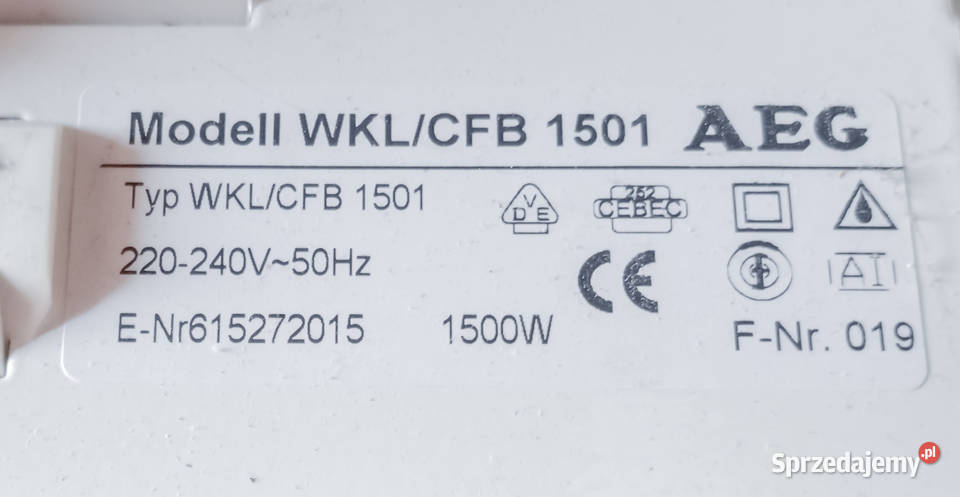 Modell WKL/CFB 1501 AEG
Typ WKL/CFB 1501
VDE
252
CEBEC
220-240V~50Hz
CE
AI
E-Nr615272015 1500W F-Nr. 019
Sprzedajemy.pl